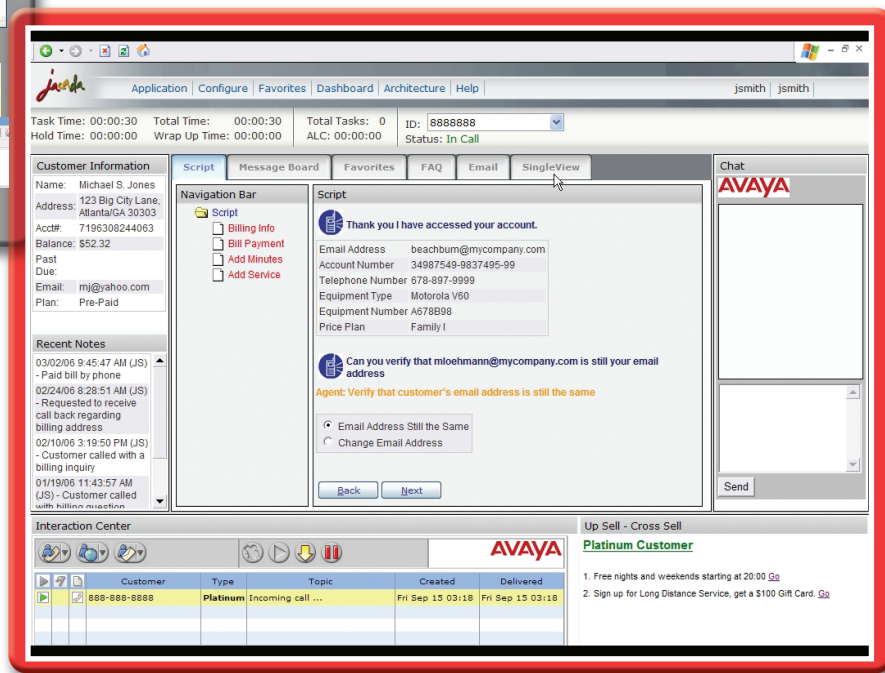 jacada
Application | Configure | Favorites | Dashboard | Architecture | Help |
jsmith | jsmith |
Task Time: 00:00:30 Total Time: 00:00:30 Total Tasks: 0 ID: 8888888
Hold Time: 00:00:00 Wrap Up Time: 00:00:00 ALC: 00:00:00 Status: In Call
Customer Information
Name: Michael S. Jones
Address: 123 Big City Lane,
Atlanta/GA 30303
Acct#: 7196308244063
Balance: $52.32
Past
Due:
Email: mj@yahoo.com
Plan: Pre-Paid
Recent Notes
03/02/06 9:45:47 AM (JS)
- Paid bill by phone
02/24/06 8:28:51 AM (JS)
- Requested to receive
call back regarding
billing address
02/10/06 3:19:50 PM (JS)
- Customer called with a
billing inquiry
01/19/06 11:43:57 AM
(JS) - Customer called
with billing question
Script Message Board Favorites FAQ Email SingleView
Navigation Bar
Script
Billing Info
Bill Payment
Add Minutes
Add Service
Script
Thank you I have accessed your account.
Email Address beachbum@mycompany.com
Account Number 34987549-9837495-99
Telephone Number 678-897-9999
Equipment Type Motorola V60
Equipment Number A678B98
Price Plan Family I
Can you verify that mloehmann@mycompany.com is still your email
address
Agent: Verify that customer's email address is still the same
Email Address Still the Same
Change Email Address
Back Next
Chat
AVAYA
Send
Interaction Center
AVAYA
Customer Type Topic Created Delivered
888-888-8888 Platinum Incoming call ... Fri Sep 15 03:18 Fri Sep 15 03:18
Up Sell - Cross Sell
Platinum Customer
1. Free nights and weekends starting at 20:00 Go
2. Sign up for Long Distance Service, get a $100 Gift Card. Go